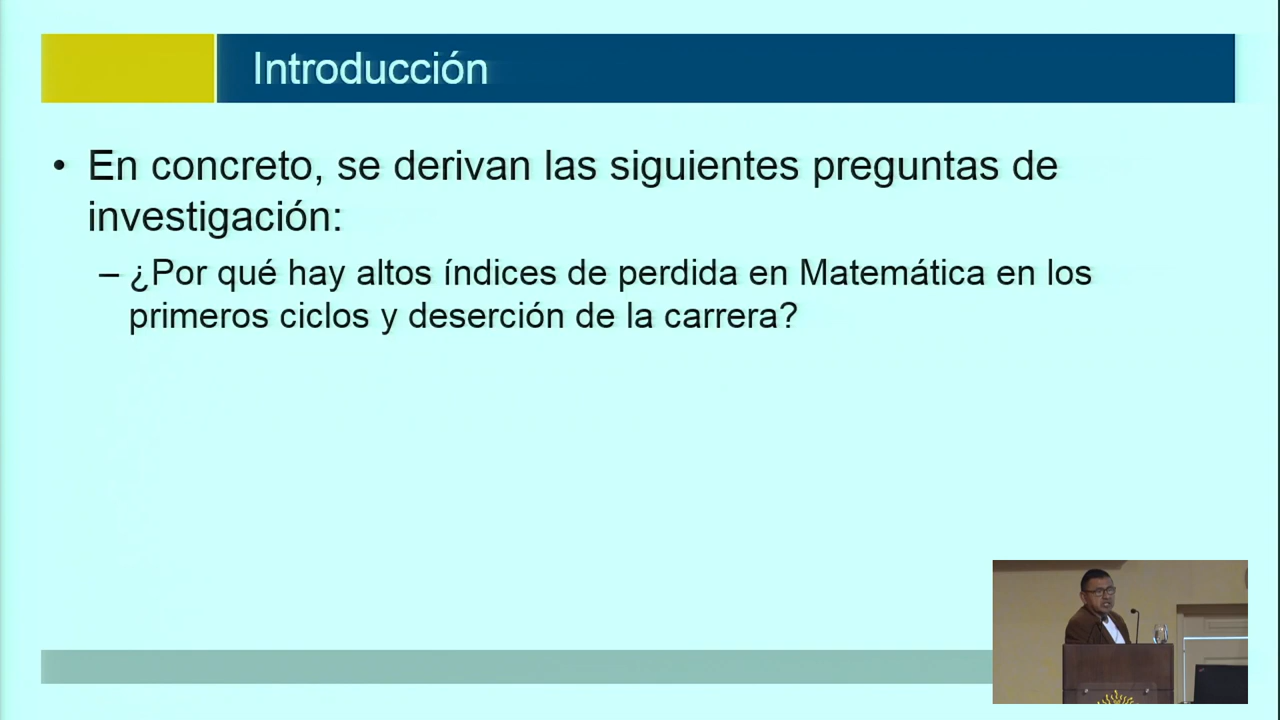 Introducción
• En concreto, se derivan las siguientes preguntas de
investigación:
– ¿Por qué hay altos índices de perdida en Matemática en los
primeros ciclos y deserción de la carrera?